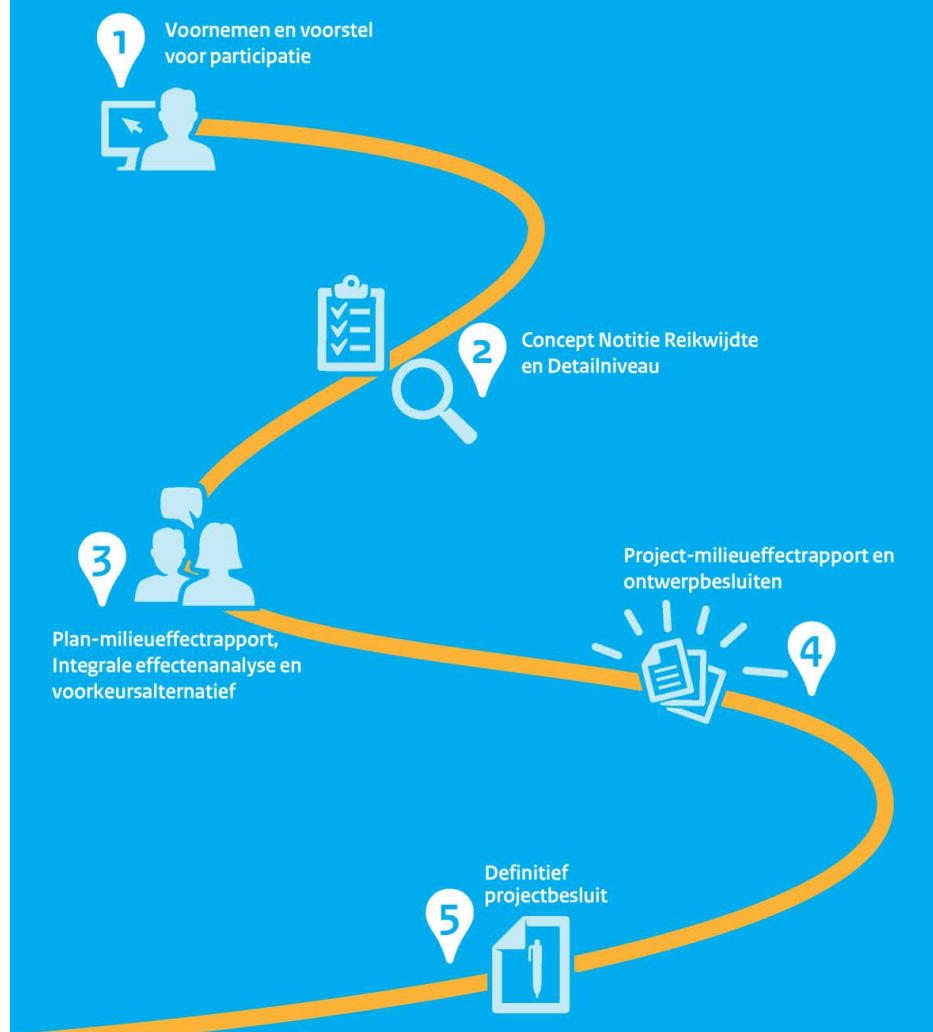 1
Voornemen en voorstel
voor participatie
2
Concept Notitie Reikwijdte
en Detailniveau
3
Plan-milieueffectrapport,
Integrale effectenanalyse en
voorkeursalternatief
Project-milieueffectrapport en
ontwerpbesluiten
4
Definitief
projectbesluit
5